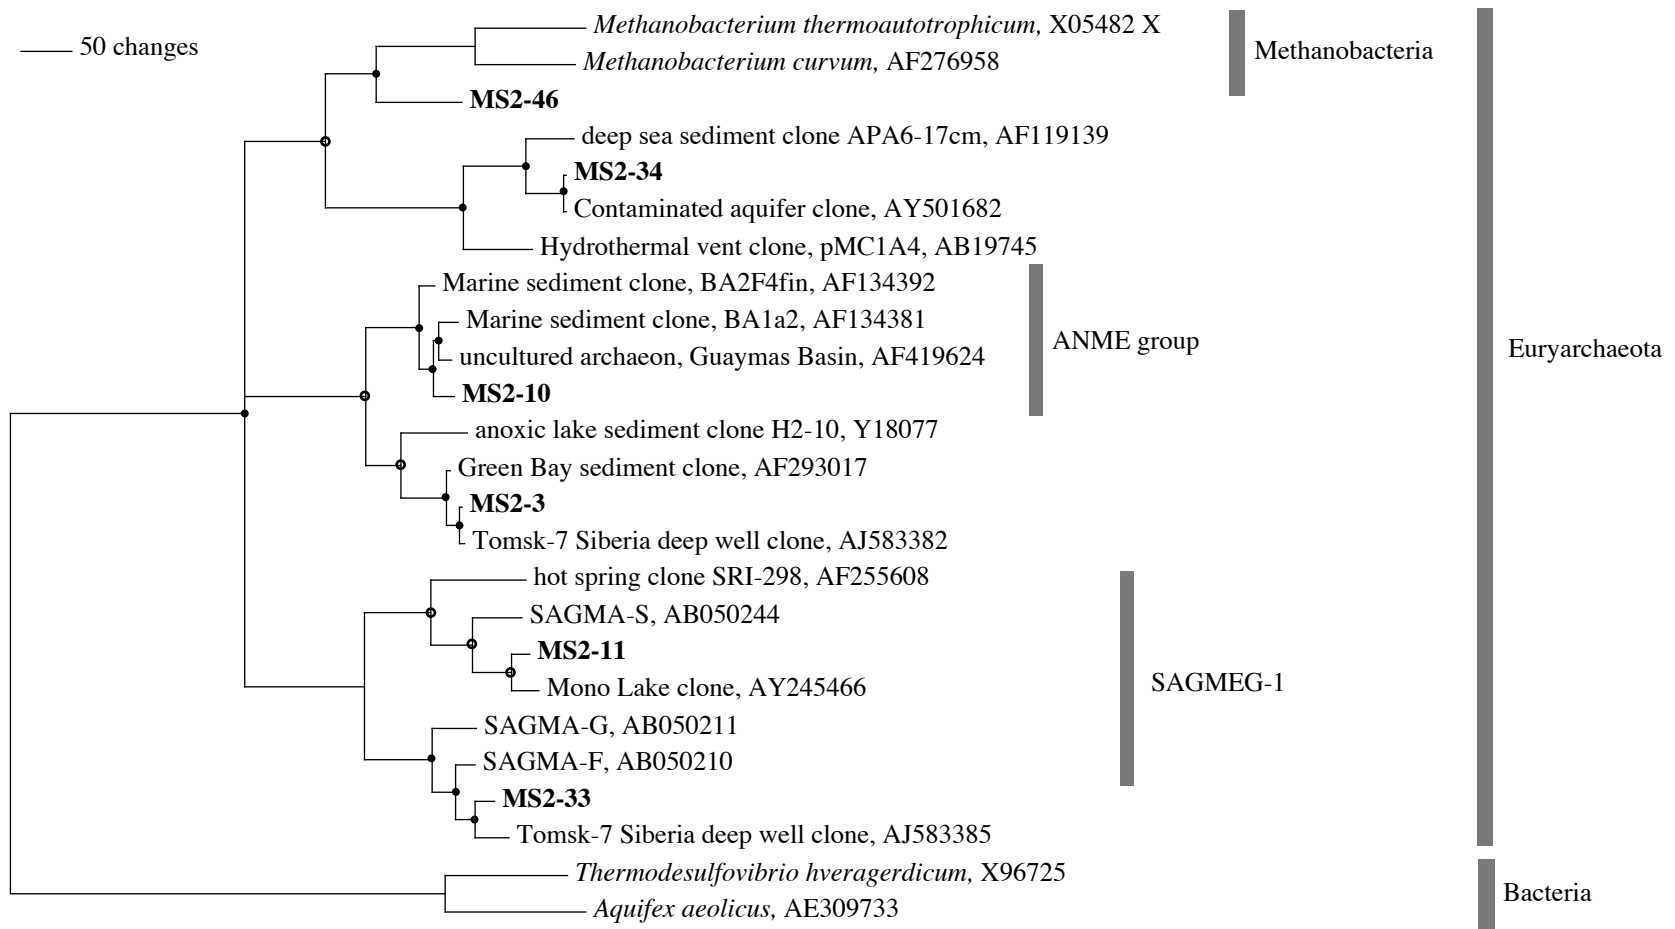 50 changes
Methanobacterium thermoautotrophicum, X05482 X
Methanobacterium curvum, AF276958
Methanobacteria
MS2-46
deep sea sediment clone APA6-17cm, AF119139
MS2-34
Contaminated aquifer clone, AY501682
Hydrothermal vent clone, pMC1A4, AB19745
Marine sediment clone, BA2F4fin, AF134392
Marine sediment clone, BA1a2, AF134381
ANME group
Euryarchaeota
uncultured archaeon, Guaymas Basin, AF419624
MS2-10
anoxic lake sediment clone H2-10, Y18077
Green Bay sediment clone, AF293017
MS2-3
Tomsk-7 Siberia deep well clone, AJ583382
hot spring clone SRI-298, AF255608
SAGMA-S, AB050244
MS2-11
Mono Lake clone, AY245466
SAGMEG-1
SAGMA-G, AB050211
SAGMA-F, AB050210
MS2-33
Tomsk-7 Siberia deep well clone, AJ583385
Thermodesulfovibrio hveragerdicum, X96725
Bacteria
Aquifex aeolicus, AE309733